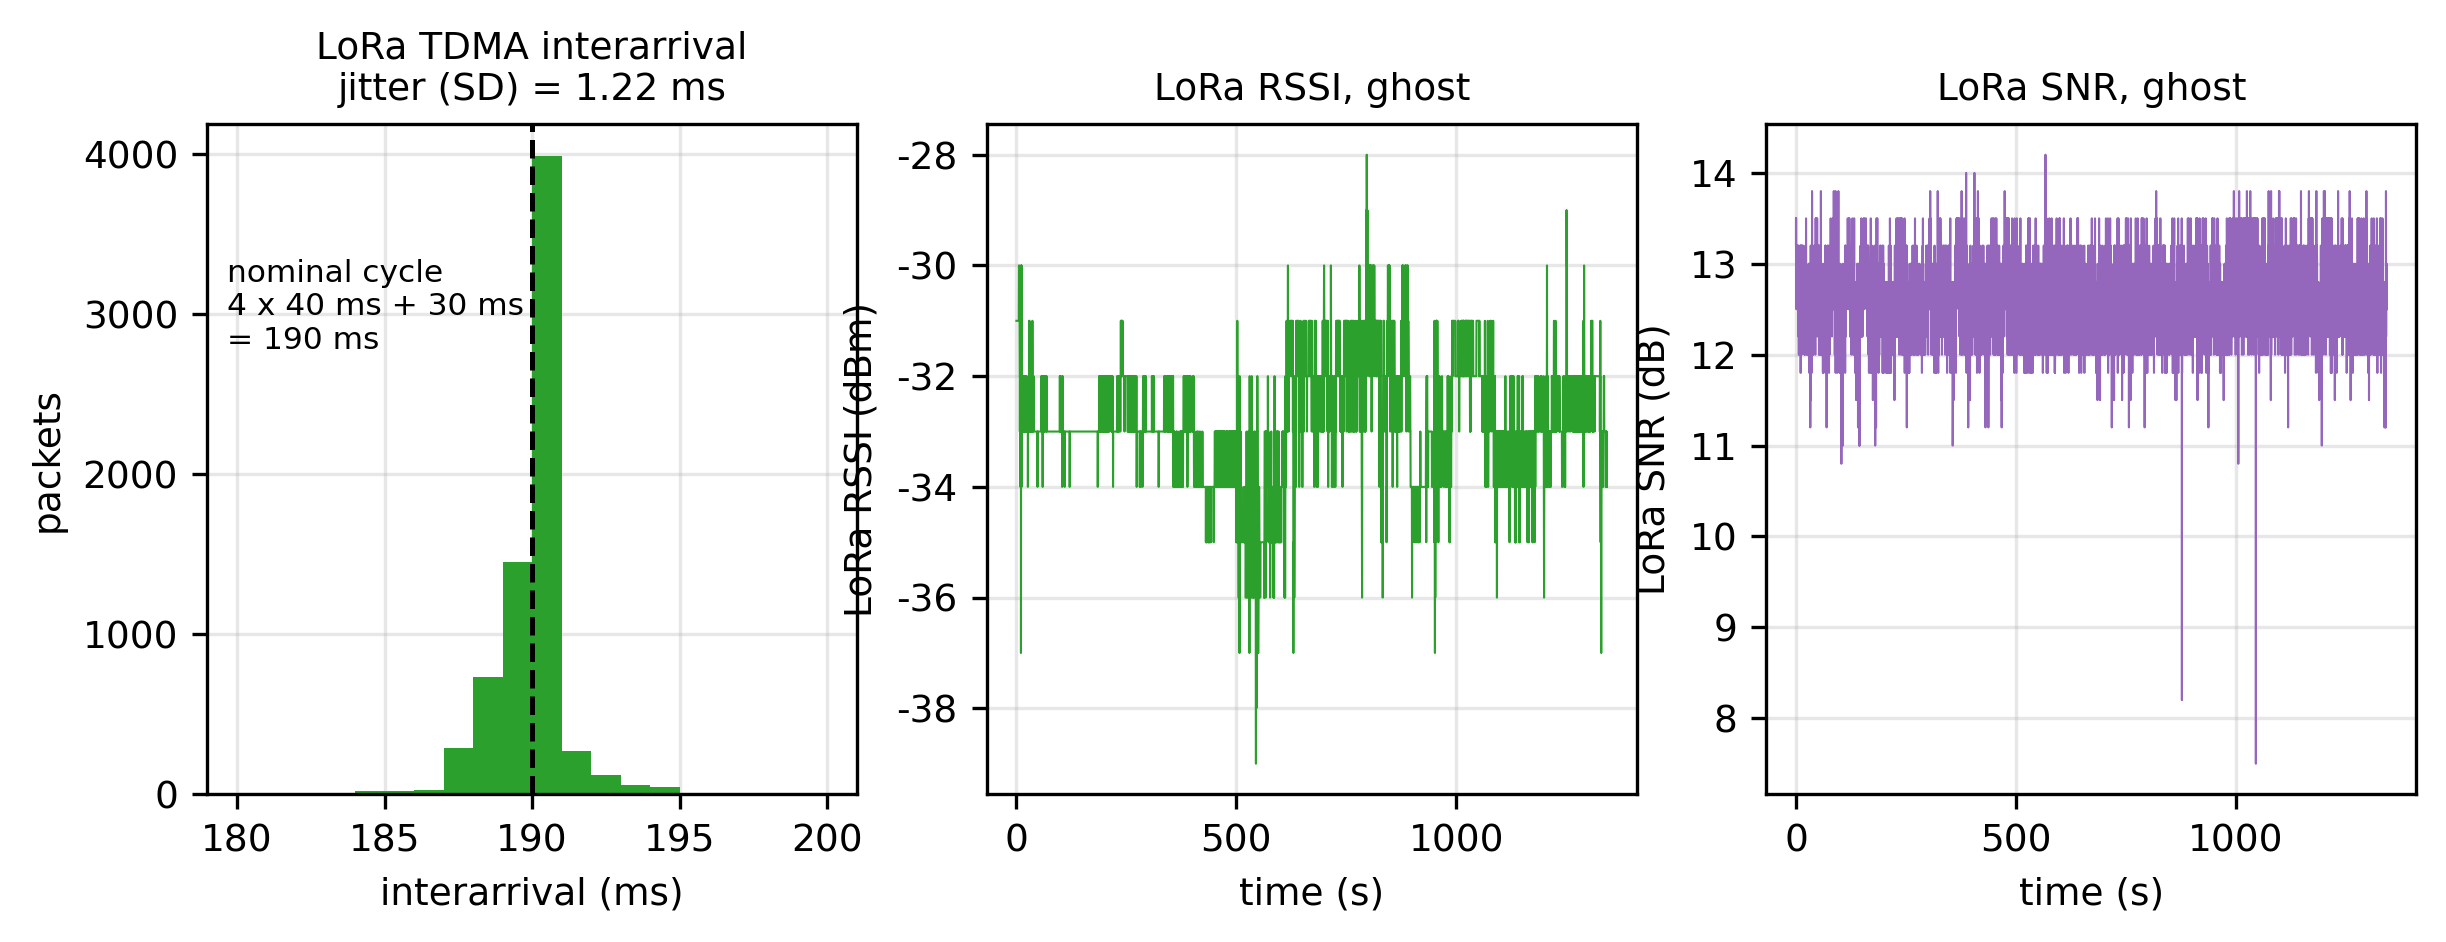 LoRa TDMA interarrival
jitter (SD) = 1.22 ms
packets
4000
3000
2000
1000
0
nominal cycle
4 x 40 ms + 30 ms
= 190 ms
180
185
190
195
200
interarrival (ms)
LoRa RSSI, ghost
LoRa RSSI (dBm)
-28
-30
-32
-34
-36
-38
0
500
1000
time (s)
LoRa SNR, ghost
LoRa SNR (dB)
14
13
12
11
10
9
8
0
500
1000
time (s)